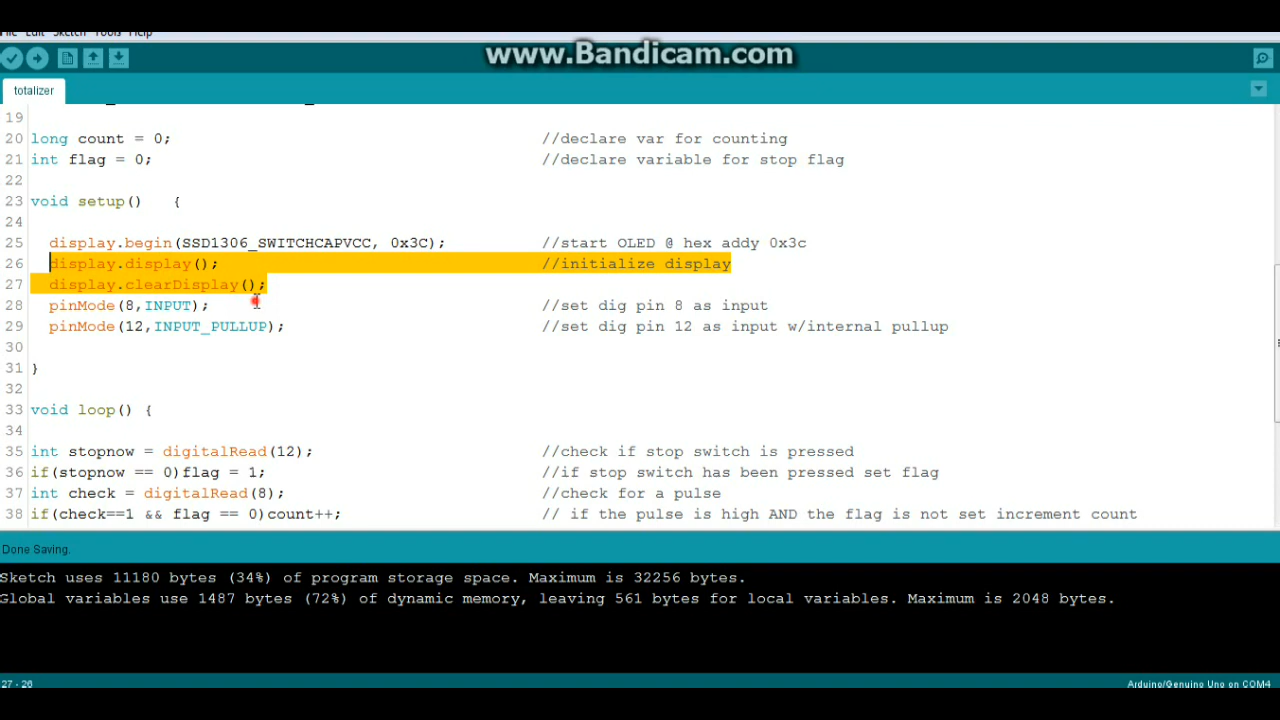 File Edit Sketch Tools Help
www.Bandicam.com
totalizer
19
20 long count = 0; //declare var for counting
21 int flag = 0; //declare variable for stop flag
22
23 void setup() {
24
25 display.begin(SSD1306_SWITCHCAPVCC, 0x3C); //start OLED @ hex addy 0x3c
26 display.display(); //initialize display
27 display.clearDisplay();
28 pinMode(8,INPUT); //set dig pin 8 as input
29 pinMode(12,INPUT_PULLUP); //set dig pin 12 as input w/internal pullup
30
31 }
32
33 void loop() {
34
35 int stopnow = digitalRead(12); //check if stop switch is pressed
36 if(stopnow == 0)flag = 1; //if stop switch has been pressed set flag
37 int check = digitalRead(8); //check for a pulse
38 if(check==1 && flag == 0)count++; // if the pulse is high AND the flag is not set increment count
Done Saving.
Sketch uses 11180 bytes (34%) of program storage space. Maximum is 32256 bytes.
Global variables use 1487 bytes (72%) of dynamic memory, leaving 561 bytes for local variables. Maximum is 2048 bytes.
27 - 26 Arduino/Genuino Uno on COM4